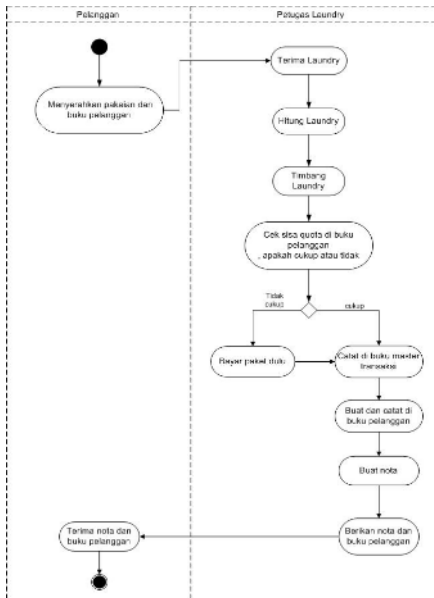 Pelanggan
Petugas Laundry
Terima Laundry
Menyerahkan pakaian dan
buku pelanggan
Hitung Laundry
Timbang
Laundry
Cek sisa quota di buku
pelanggan
, apakah cukup atau tidak
Tidak
cukup
cukup
Bayar paket dulu
Catat di buku master
transaksi
Buat dan catat di
buku pelanggan
Buat nota
Terima nota dan
buku pelanggan
Berikan nota dan
buku pelanggan